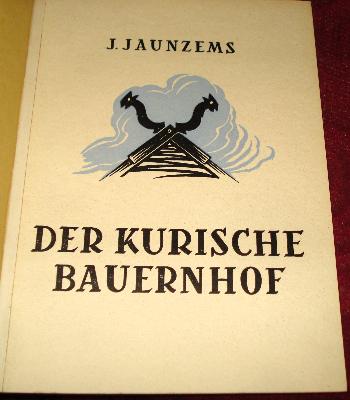 J. JAUNZEMS
DER KURISCHE
BAUERNHOF